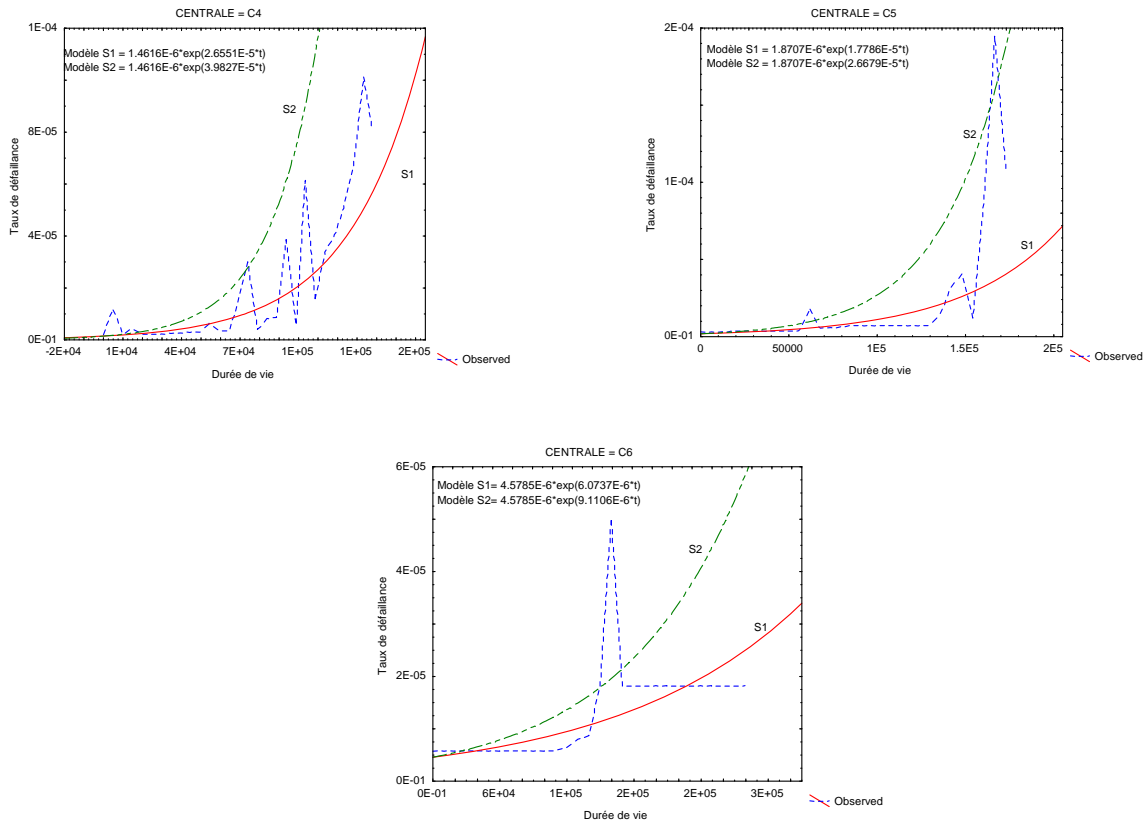 CENTRALE = C4
Modèle S1 = 1.4616E-6*exp(2.6551E-5*t)
Modèle S2 = 1.4616E-6*exp(3.9827E-5*t)
Taux de défaillance
1E-04
8E-05
4E-05
0E-01
S2
S1
-2E+04 1E+04 4E+04 7E+04 1E+05 1E+05 2E+05
Durée de vie
Observed
CENTRALE = C5
Modèle S1 = 1.8707-6*exp(1.7786E-5*t)
Modèle S2 = 1.8707-6*exp(2.6679E-5*t)
Taux de défaillance
2E-04
1E-04
0E-01
S2
S1
0 50000 1E5 1.5E5 2E5
Durée de vie
Observed
CENTRALE = C6
Modèle S1= 4.5785E-6*exp(6.0737E-6*t)
Modèle S2= 4.5785E-6*exp(9.1106E-6*t)
Taux de défaillance
6E-05
4E-05
2E-05
0E-01
S2
S1
0E-01 6E+04 1E+05 2E+05 2E+05 3E+05
Durée de vie
Observed